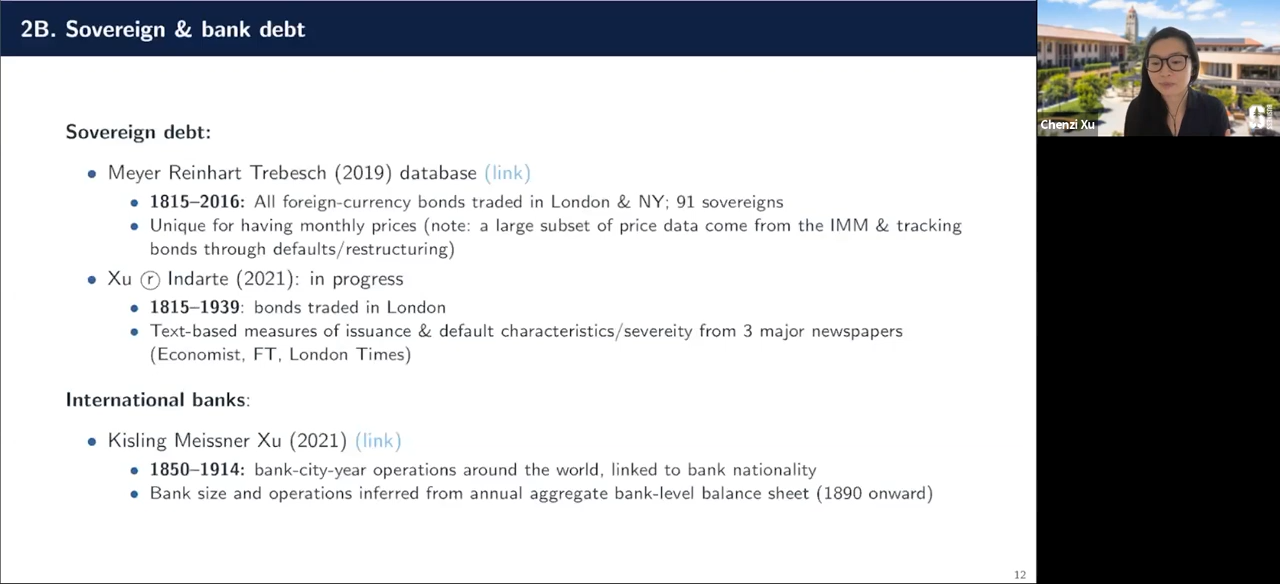 2B. Sovereign & bank debt
Sovereign debt:
• Meyer Reinhart Trebesch (2019) database (link)
• 1815–2016: All foreign-currency bonds traded in London & NY; 91 sovereigns
• Unique for having monthly prices (note: a large subset of price data come from the IMM & tracking
bonds through defaults/restructuring)
• Xu ⓡ Indarte (2021): in progress
• 1815–1939: bonds traded in London
• Text-based measures of issuance & default characteristics/severeity from 3 major newspapers
(Economist, FT, London Times)
International banks:
• Kisling Meissner Xu (2021) (link)
• 1850–1914: bank-city-year operations around the world, linked to bank nationality
• Bank size and operations inferred from annual aggregate bank-level balance sheet (1890 onward)
12
Chenzi Xu